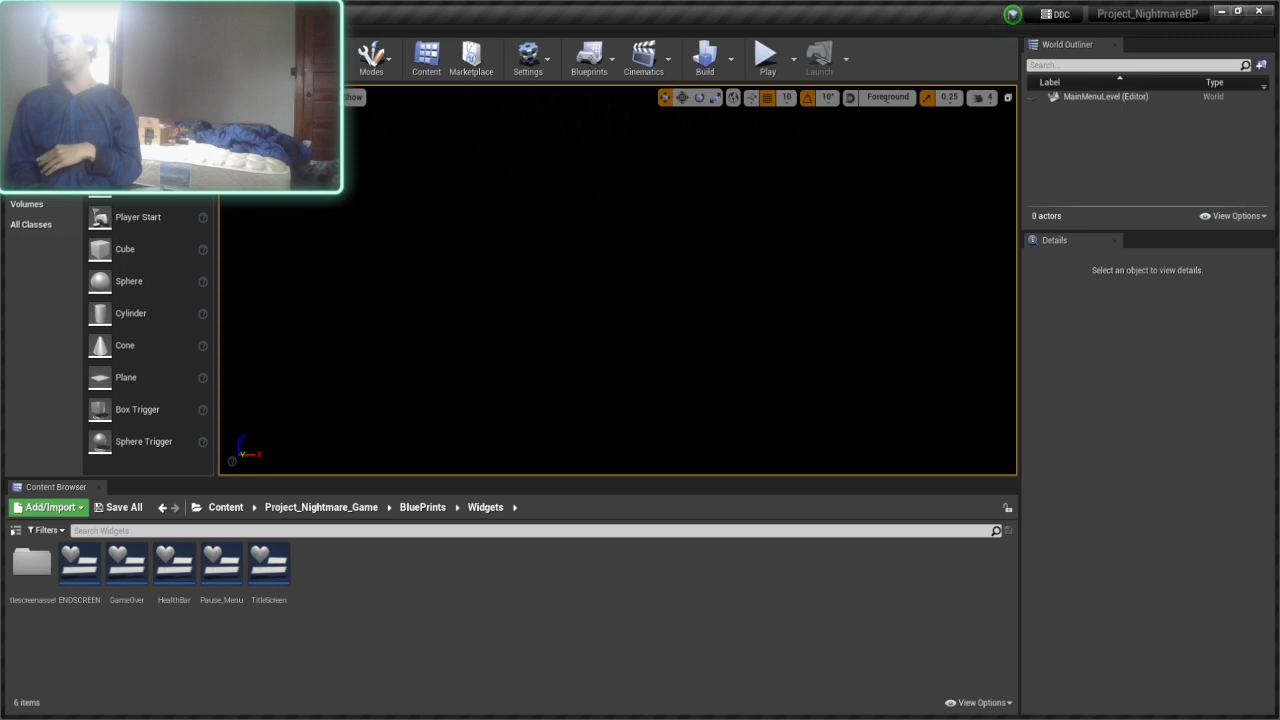 DDC
Project_NightmareBP
Modes
Content
Marketplace
Settings
Blueprints
Cinematics
Build
Play
Launch
World Outliner
Search...
Label
Type
MainMenuLevel (Editor)
World
0 actors
View Options
Details
Select an object to view details.
Show
10
10°
Foreground
0.25
4
Volumes
All Classes
Player Start
Cube
Sphere
Cylinder
Cone
Plane
Box Trigger
Sphere Trigger
X
Content Browser
Add/Import
Save All
Content
Project_Nightmare_Game
BluePrints
Widgets
Filters
Search Widgets
tlescreenasset
ENDSCREEN
GameOver
HealthBar
Pause_Menu
TitleScreen
6 items
View Options